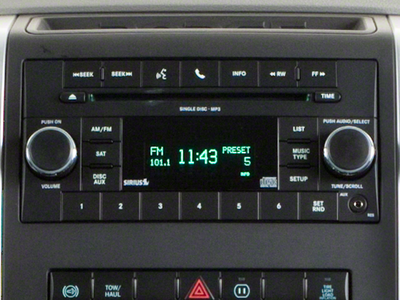 SEEK SEEK INFO RW FF
TIME
SINGLE DISC - MP3
PUSH ON PUSH AUDIO/SELECT
AM/FM LIST
FM 101.1 11:43 PRESET 5
SAT MUSIC TYPE
DISC AUX SETUP
SIRIUS
VOLUME TUNE/SCROLL
AUX
1 2 3 4 5 6 SET RND
TOW/HAUL